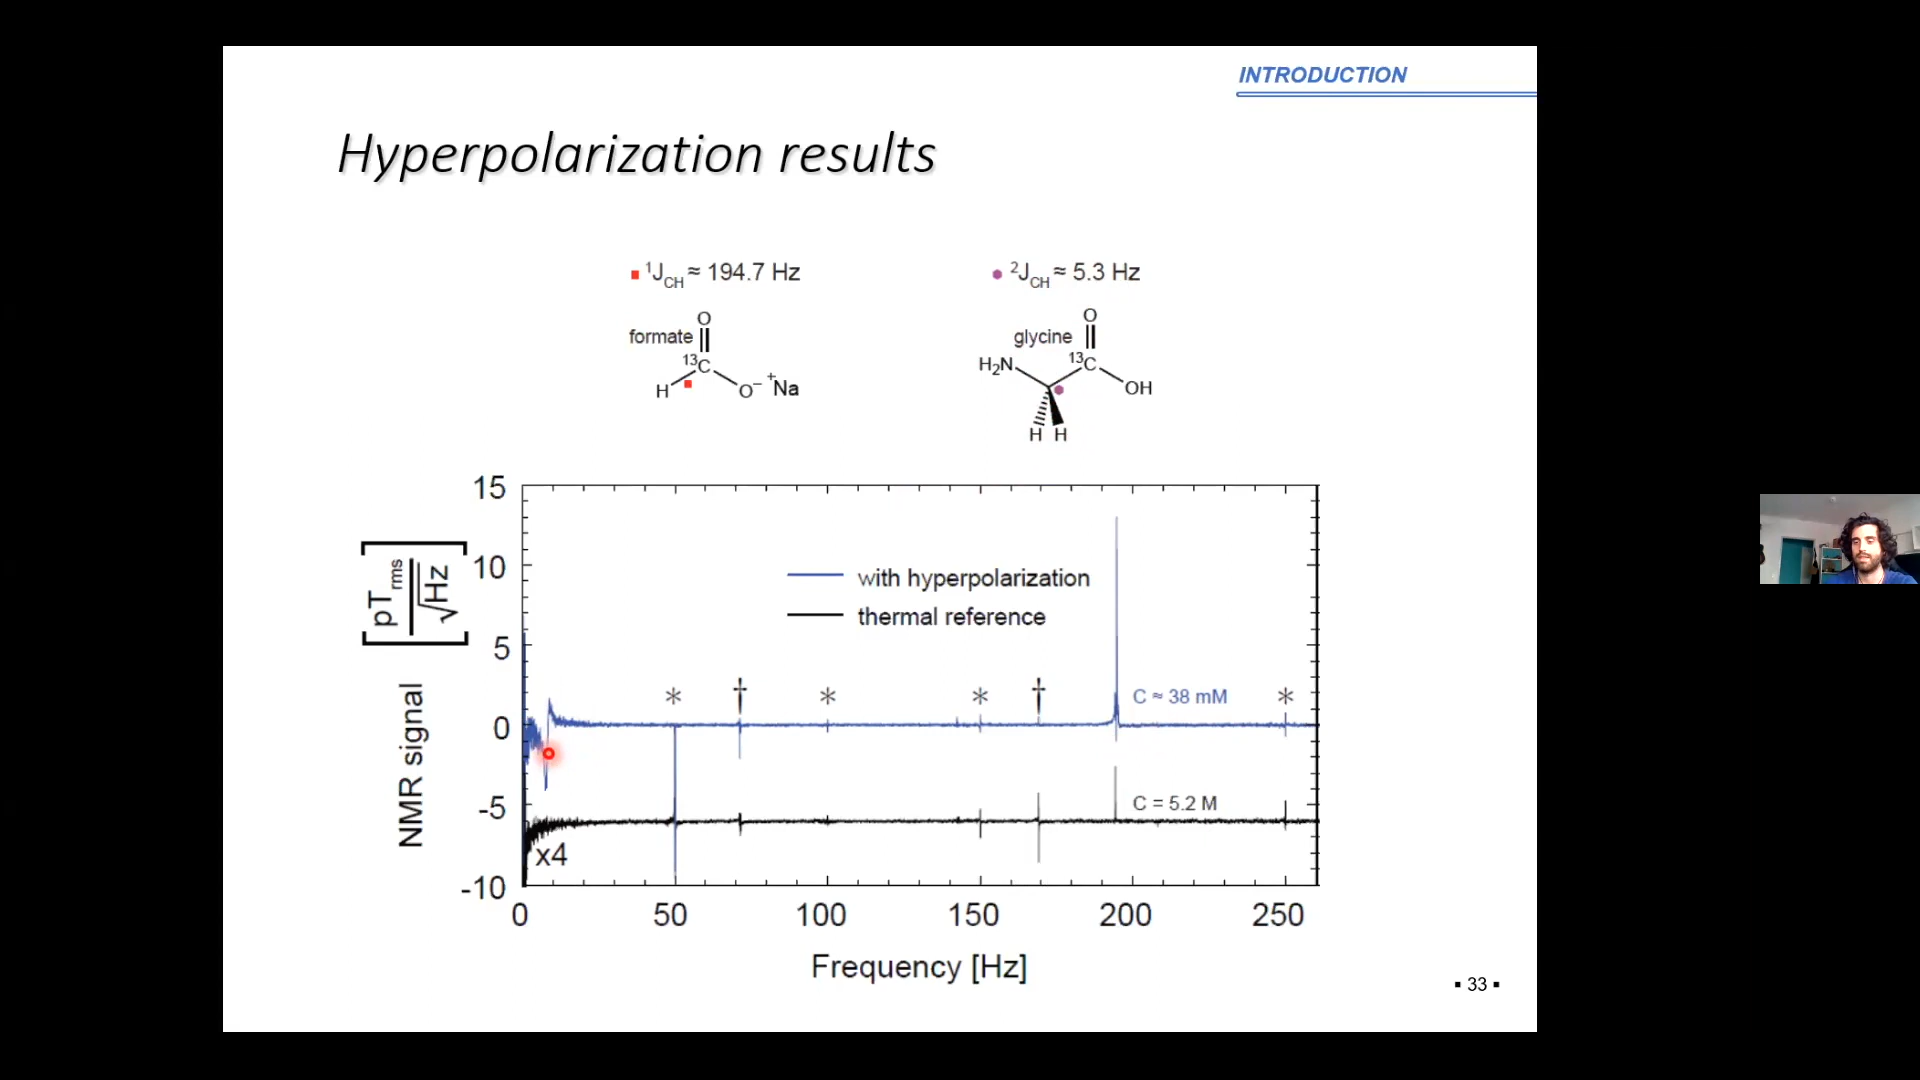 INTRODUCTION
Hyperpolarization results
¹J_CH ≈ 194.7 Hz
²J_CH ≈ 5.3 Hz
formate
O
¹³C
H
O⁻ ⁺Na
glycine
O
H₂N
¹³C
OH
H H
NMR signal [pT_rms/√Hz]
15
10
5
0
-5
-10
with hyperpolarization
thermal reference
* † * * † *
C ≈ 38 mM
C = 5.2 M
x4
0 50 100 150 200 250
Frequency [Hz]
▪ 33 ▪